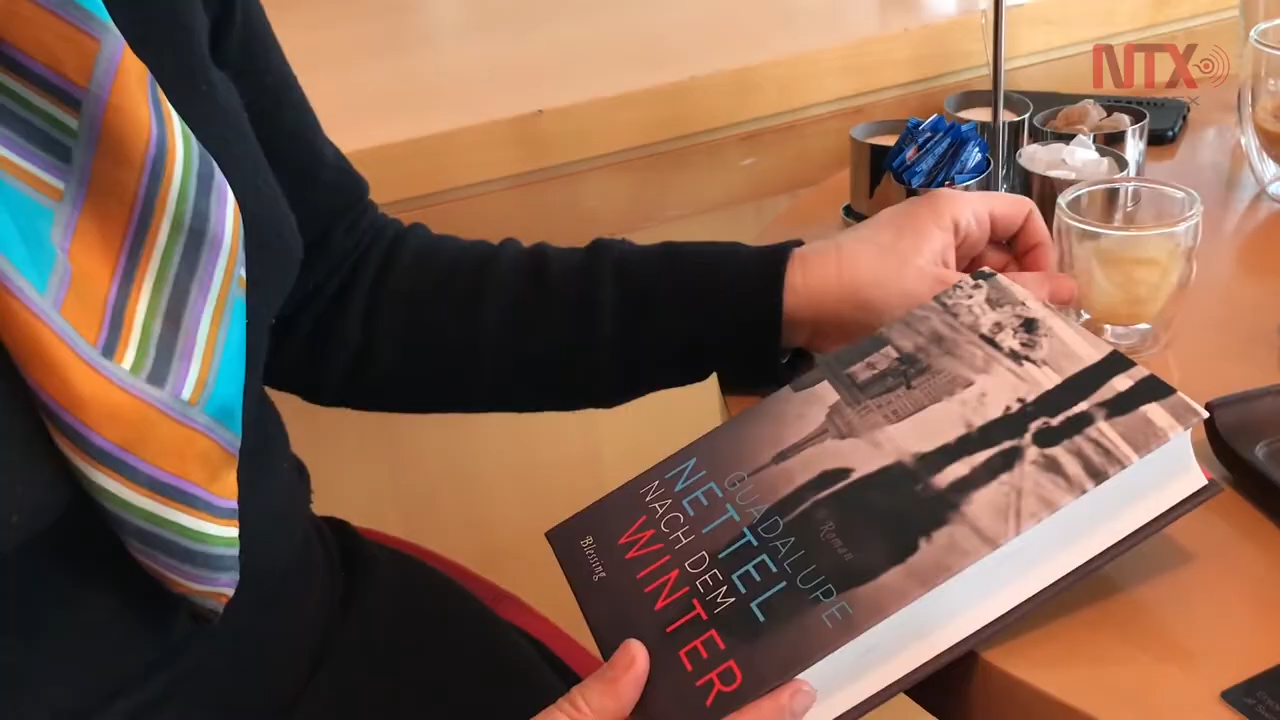 NTX
GUADALUPE
NETTEL
NACH DEM
WINTER
Roman
Blessing